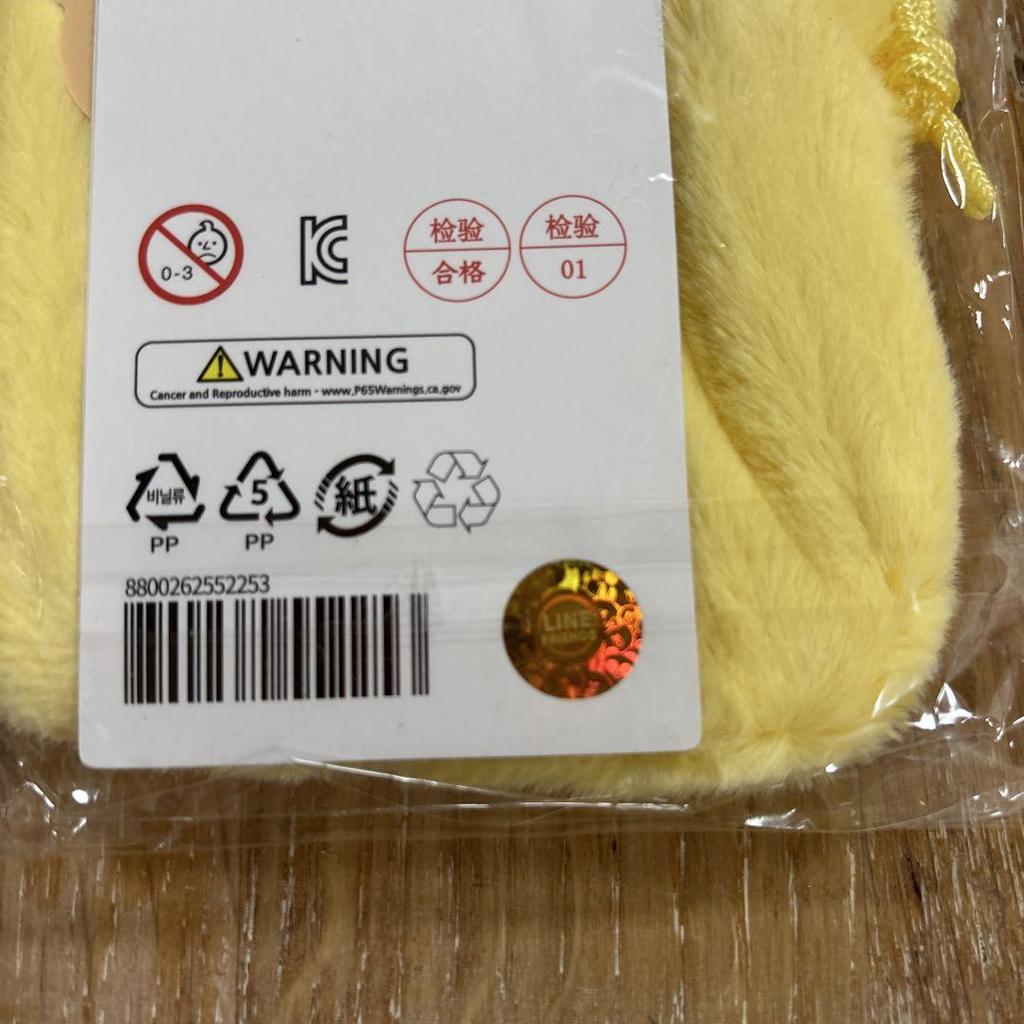 0-3
检验
合格
检验
01
WARNING
Cancer and Reproductive harm - www.P65Warnings.ca.gov
비닐류
PP
5
PP
紙
8800262552253
LINE
FRIENDS